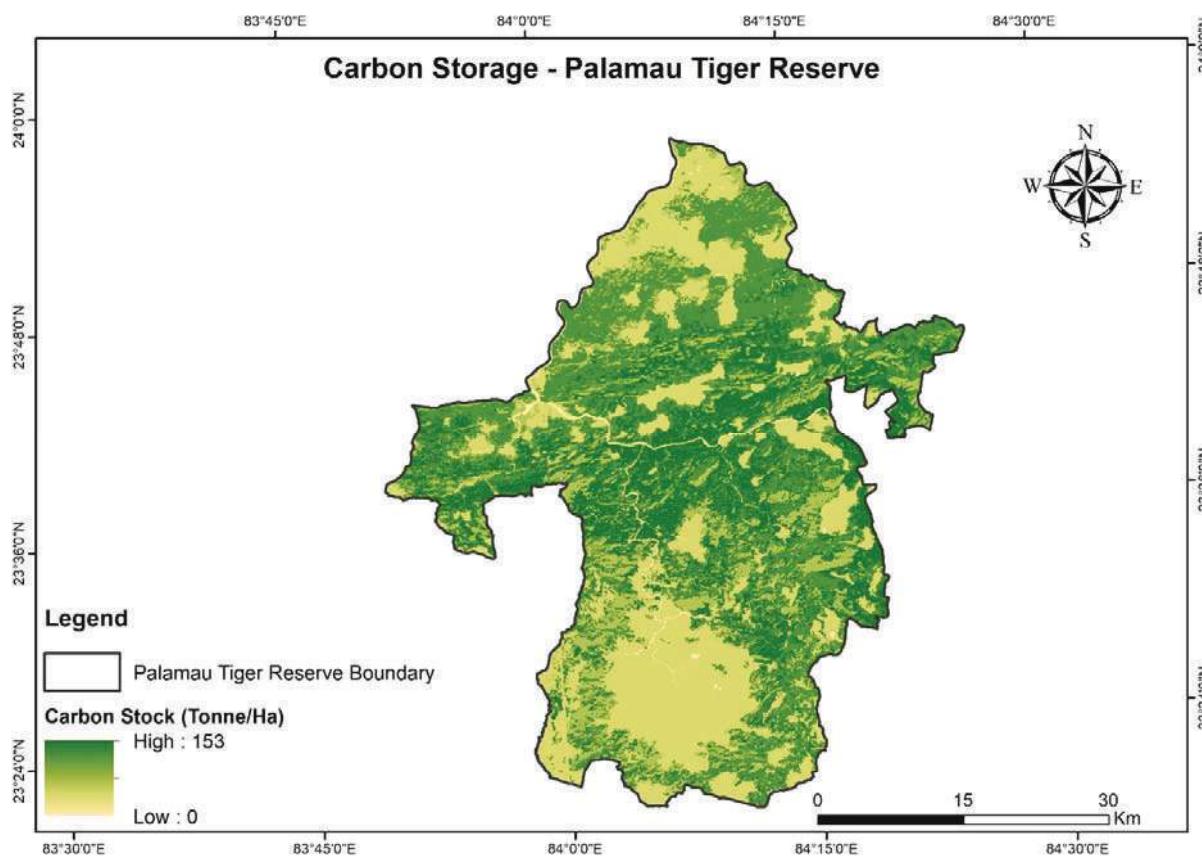 83°45'0"E 84°0'0"E 84°15'0"E 84°30'0"E
Carbon Storage - Palamau Tiger Reserve
24°0'0"N
N
W E
S
23°48'0"N
23°36'0"N
Legend
Palamau Tiger Reserve Boundary
Carbon Stock (Tonne/Ha)
High : 153
Low : 0
23°24'0"N
0 15 30
Km
83°30'0"E 83°45'0"E 84°0'0"E 84°15'0"E 84°30'0"E